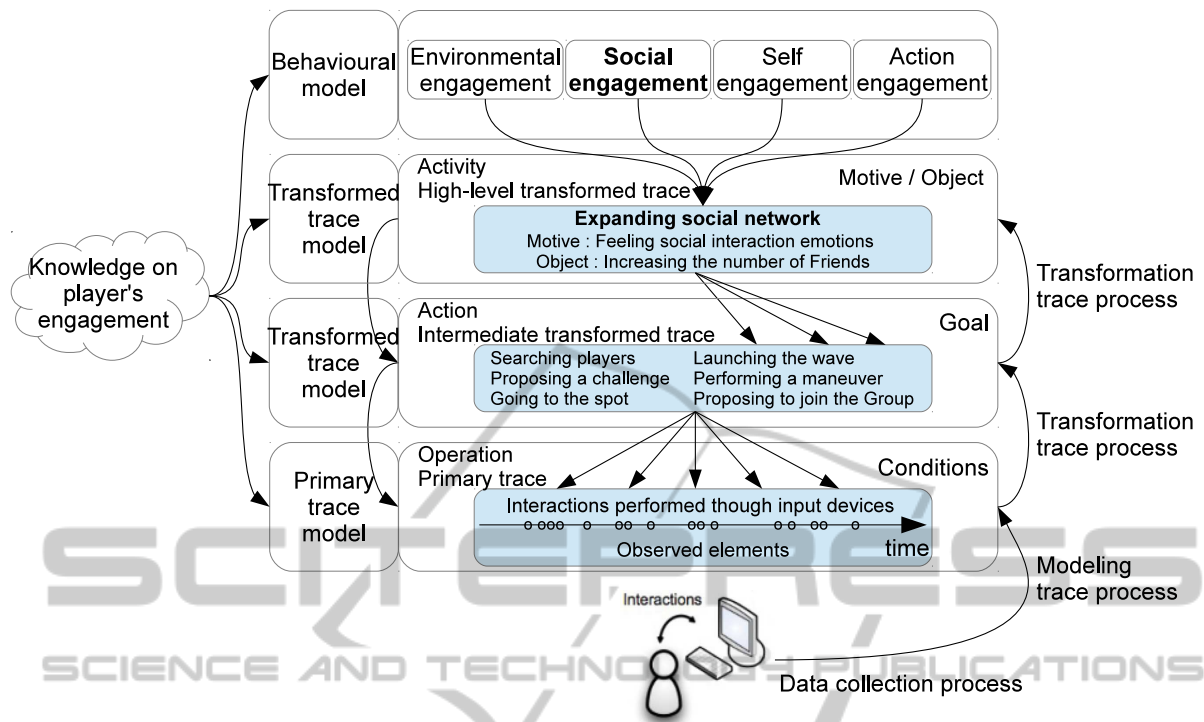 Behavioural
model
Environmental
engagement
Social
engagement
Self
engagement
Action
engagement
Transformed
trace
model
Activity
High-level transformed trace
Motive / Object
Expanding social network
Motive : Feeling social interaction emotions
Object : Increasing the number of Friends
Knowledge on
player's
engagement
Transformation
trace process
Transformed
trace
model
Action
Intermediate transformed trace
Goal
Searching players
Launching the wave
Proposing a challenge
Performing a maneuver
Going to the spot
Proposing to join the Group
Transformation
trace process
Primary
trace
model
Operation
Primary trace
Conditions
Interactions performed though input devices
time
Observed elements
Modeling
trace process
SCITEPRESS
Interactions
SCIENCE AND TECHNOLOGY PUBLICATIONS
Data collection process